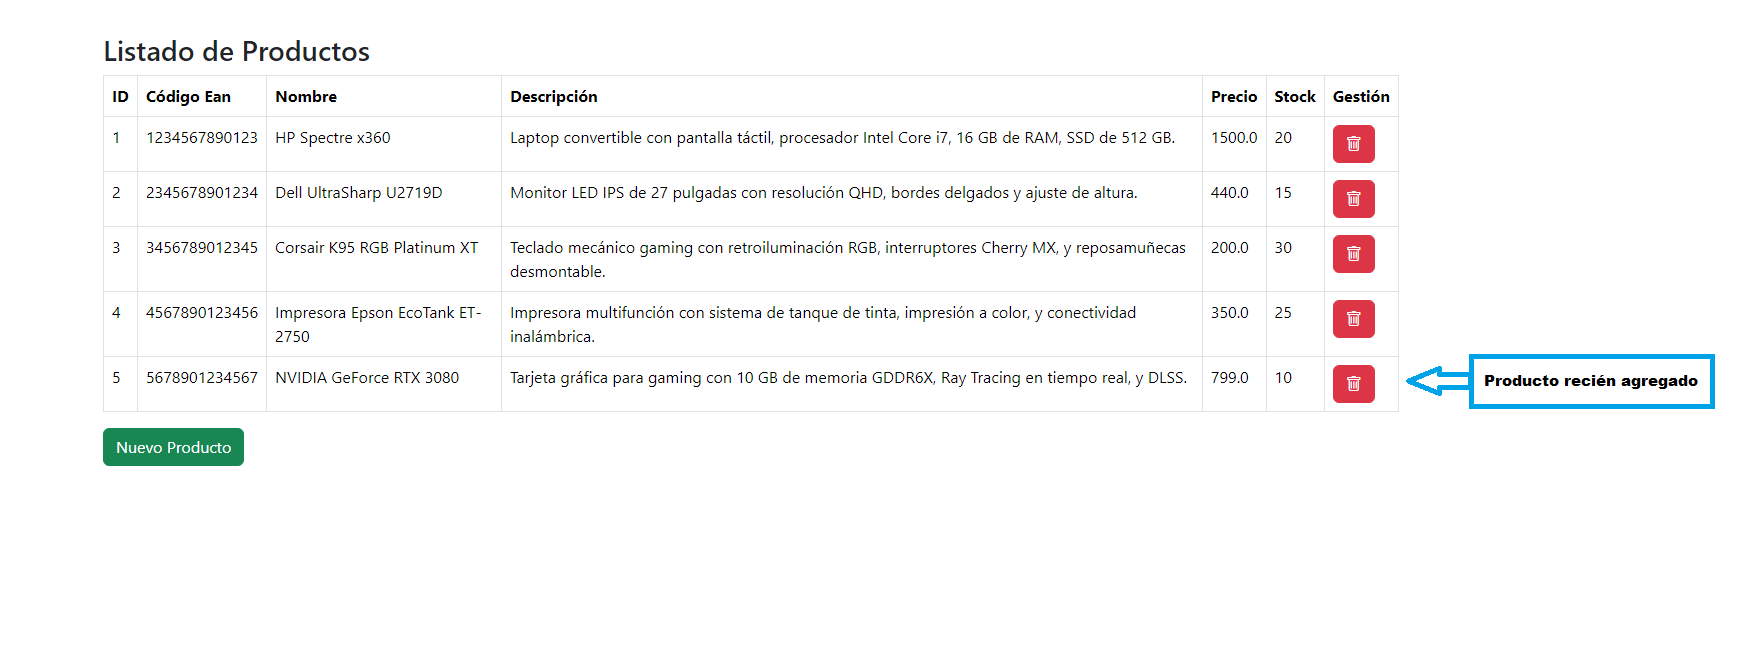 Listado de Productos
ID Código Ean Nombre Descripción Precio Stock Gestión
1 1234567890123 HP Spectre x360 Laptop convertible con pantalla táctil, procesador Intel Core i7, 16 GB de RAM, SSD de 512 GB. 1500.0 20
2 2345678901234 Dell UltraSharp U2719D Monitor LED IPS de 27 pulgadas con resolución QHD, bordes delgados y ajuste de altura. 440.0 15
3 3456789012345 Corsair K95 RGB Platinum XT Teclado mecánico gaming con retroiluminación RGB, interruptores Cherry MX, y reposamuñecas 200.0 30
desmontable.
4 4567890123456 Impresora Epson EcoTank ET- Impresora multifunción con sistema de tanque de tinta, impresión a color, y conectividad 350.0 25
2750 inalámbrica.
5 5678901234567 NVIDIA GeForce RTX 3080 Tarjeta gráfica para gaming con 10 GB de memoria GDDR6X, Ray Tracing en tiempo real, y DLSS. 799.0 10
Producto recién agregado
Nuevo Producto